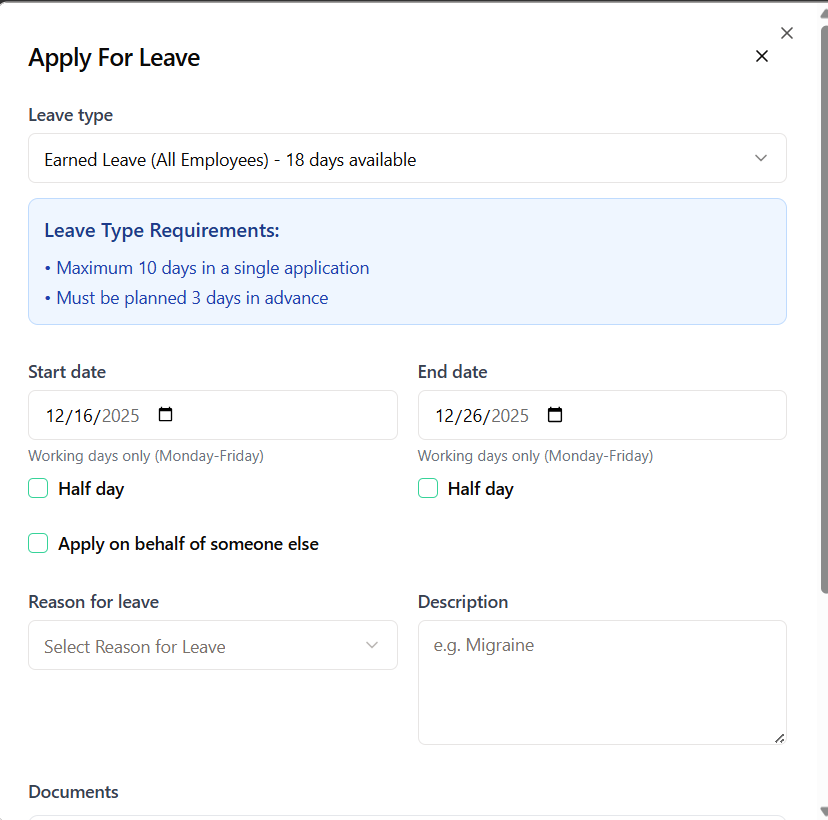 Apply For Leave
Leave type
Earned Leave (All Employees) - 18 days available
Leave Type Requirements:
• Maximum 10 days in a single application
• Must be planned 3 days in advance
Start date
End date
12/16/2025
12/26/2025
Working days only (Monday-Friday)
Working days only (Monday-Friday)
Half day
Half day
Apply on behalf of someone else
Reason for leave
Description
Select Reason for Leave
e.g. Migraine
Documents